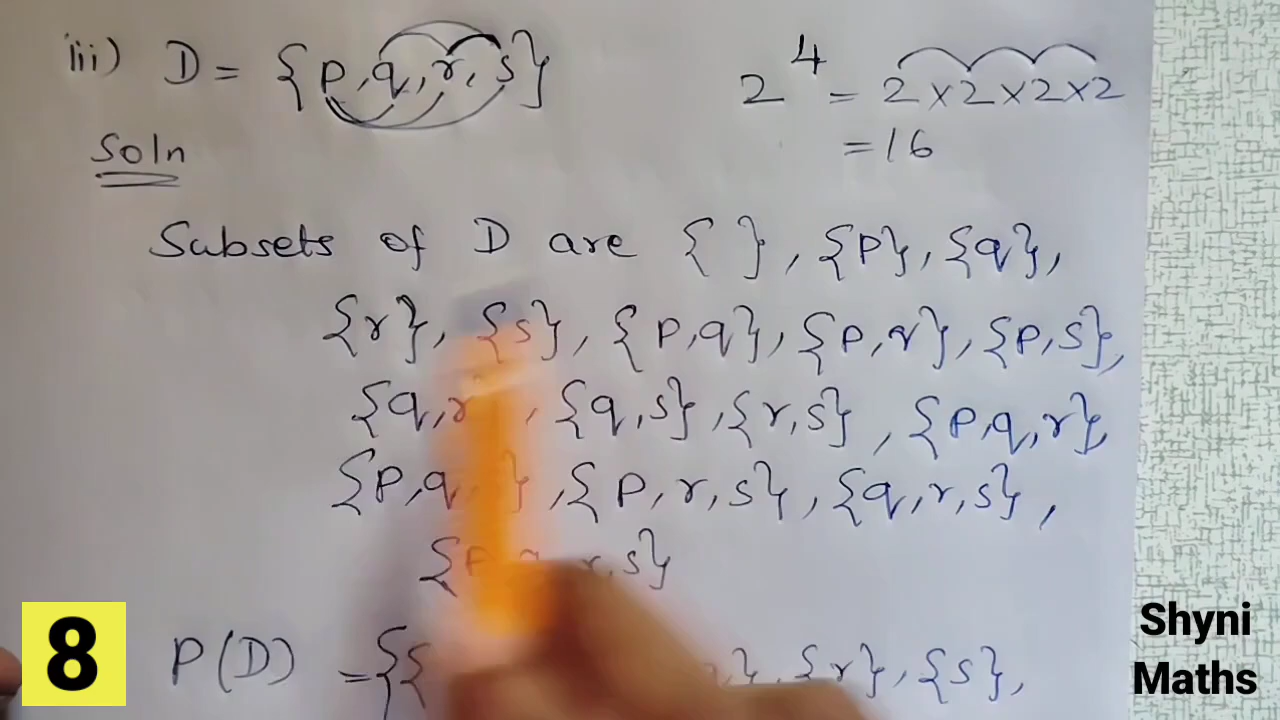 iii) D = {p, q, r, s}
2^4 = 2 x 2 x 2 x 2
= 16
Soln
Subsets of D are { }, {p}, {q},
{r}, {s}, {p,q}, {p,r}, {p,s},
{q,r , {q,s}, {r,s}, {p,q,r},
{p,q }, {p,r,s}, {q,r,s},
{p r,s}
P(D) = {{ }, {r}, {s},
8
Shyni
Maths